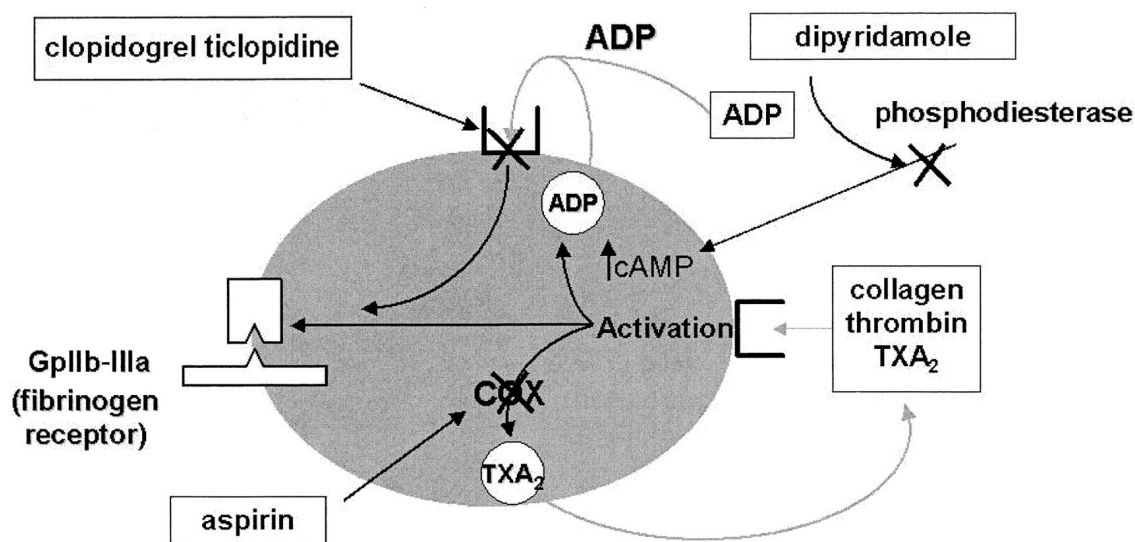 clopidogrel ticlopidine
ADP
dipyridamole
ADP
phosphodiesterase
ADP
cAMP
collagen
thrombin
TXA₂
Activation
GpIIb-IIIa
(fibrinogen
receptor)
COX
TXA₂
aspirin